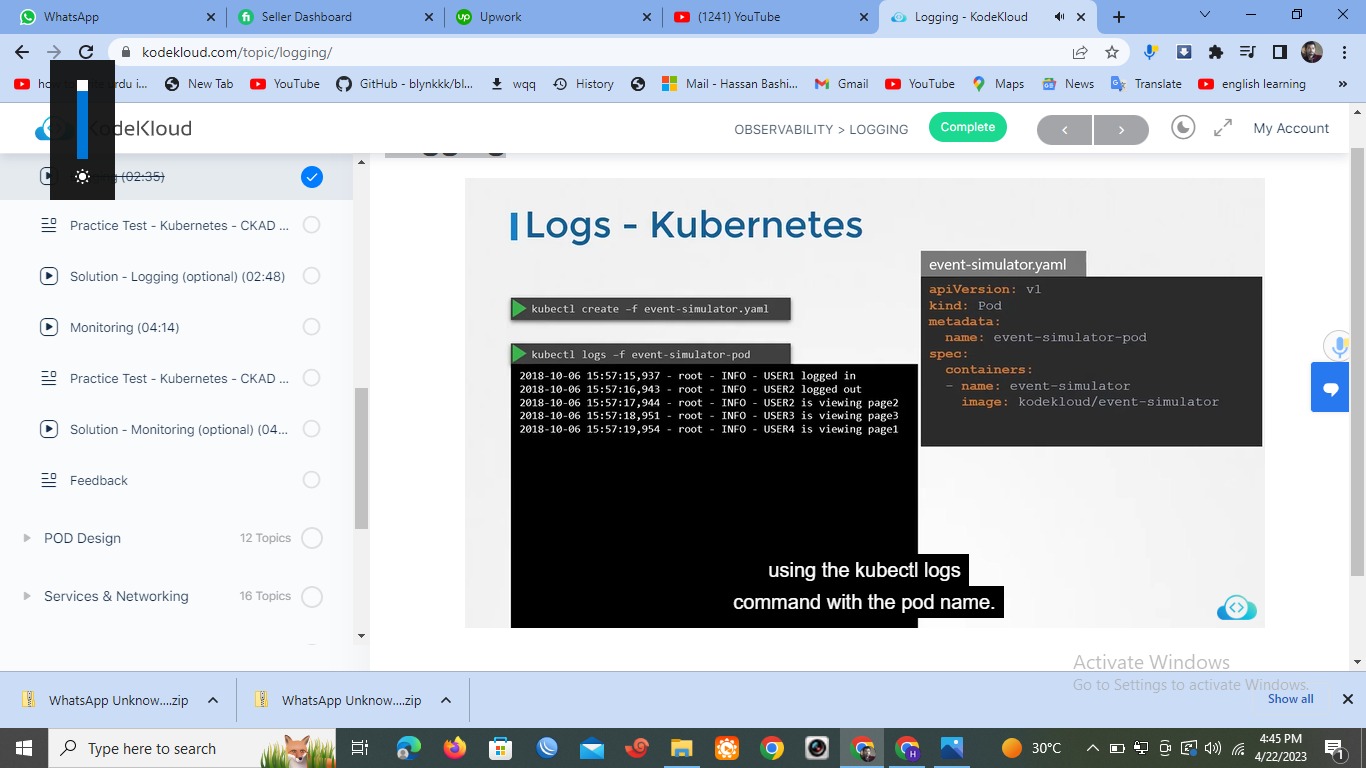 WhatsApp
Seller Dashboard
Upwork
(1241) YouTube
Logging - KodeKloud
kodekloud.com/topic/logging/
New Tab
YouTube
GitHub - blynkkk/bl...
wqq
History
Mail - Hassan Bashi...
Gmail
YouTube
Maps
News
Translate
english learning
KodeKloud
OBSERVABILITY > LOGGING
Complete
My Account
(02:35)
Practice Test - Kubernetes - CKAD ...
Solution - Logging (optional) (02:48)
Monitoring (04:14)
Practice Test - Kubernetes - CKAD ...
Solution - Monitoring (optional) (04...
Feedback
POD Design
12 Topics
Services & Networking
16 Topics
Logs - Kubernetes
kubectl create –f event-simulator.yaml
kubectl logs –f event-simulator-pod
2018-10-06 15:57:15,937 - root - INFO - USER1 logged in
2018-10-06 15:57:16,943 - root - INFO - USER2 logged out
2018-10-06 15:57:17,944 - root - INFO - USER2 is viewing page2
2018-10-06 15:57:18,951 - root - INFO - USER3 is viewing page3
2018-10-06 15:57:19,954 - root - INFO - USER4 is viewing page1
event-simulator.yaml
apiVersion: v1
kind: Pod
metadata:
name: event-simulator-pod
spec:
containers:
- name: event-simulator
image: kodekloud/event-simulator
using the kubectl logs
command with the pod name.
Activate Windows
Go to Settings to activate Windows.
WhatsApp Unknow....zip
WhatsApp Unknow....zip
Show all
Type here to search
30°C
4:45 PM
4/22/2023